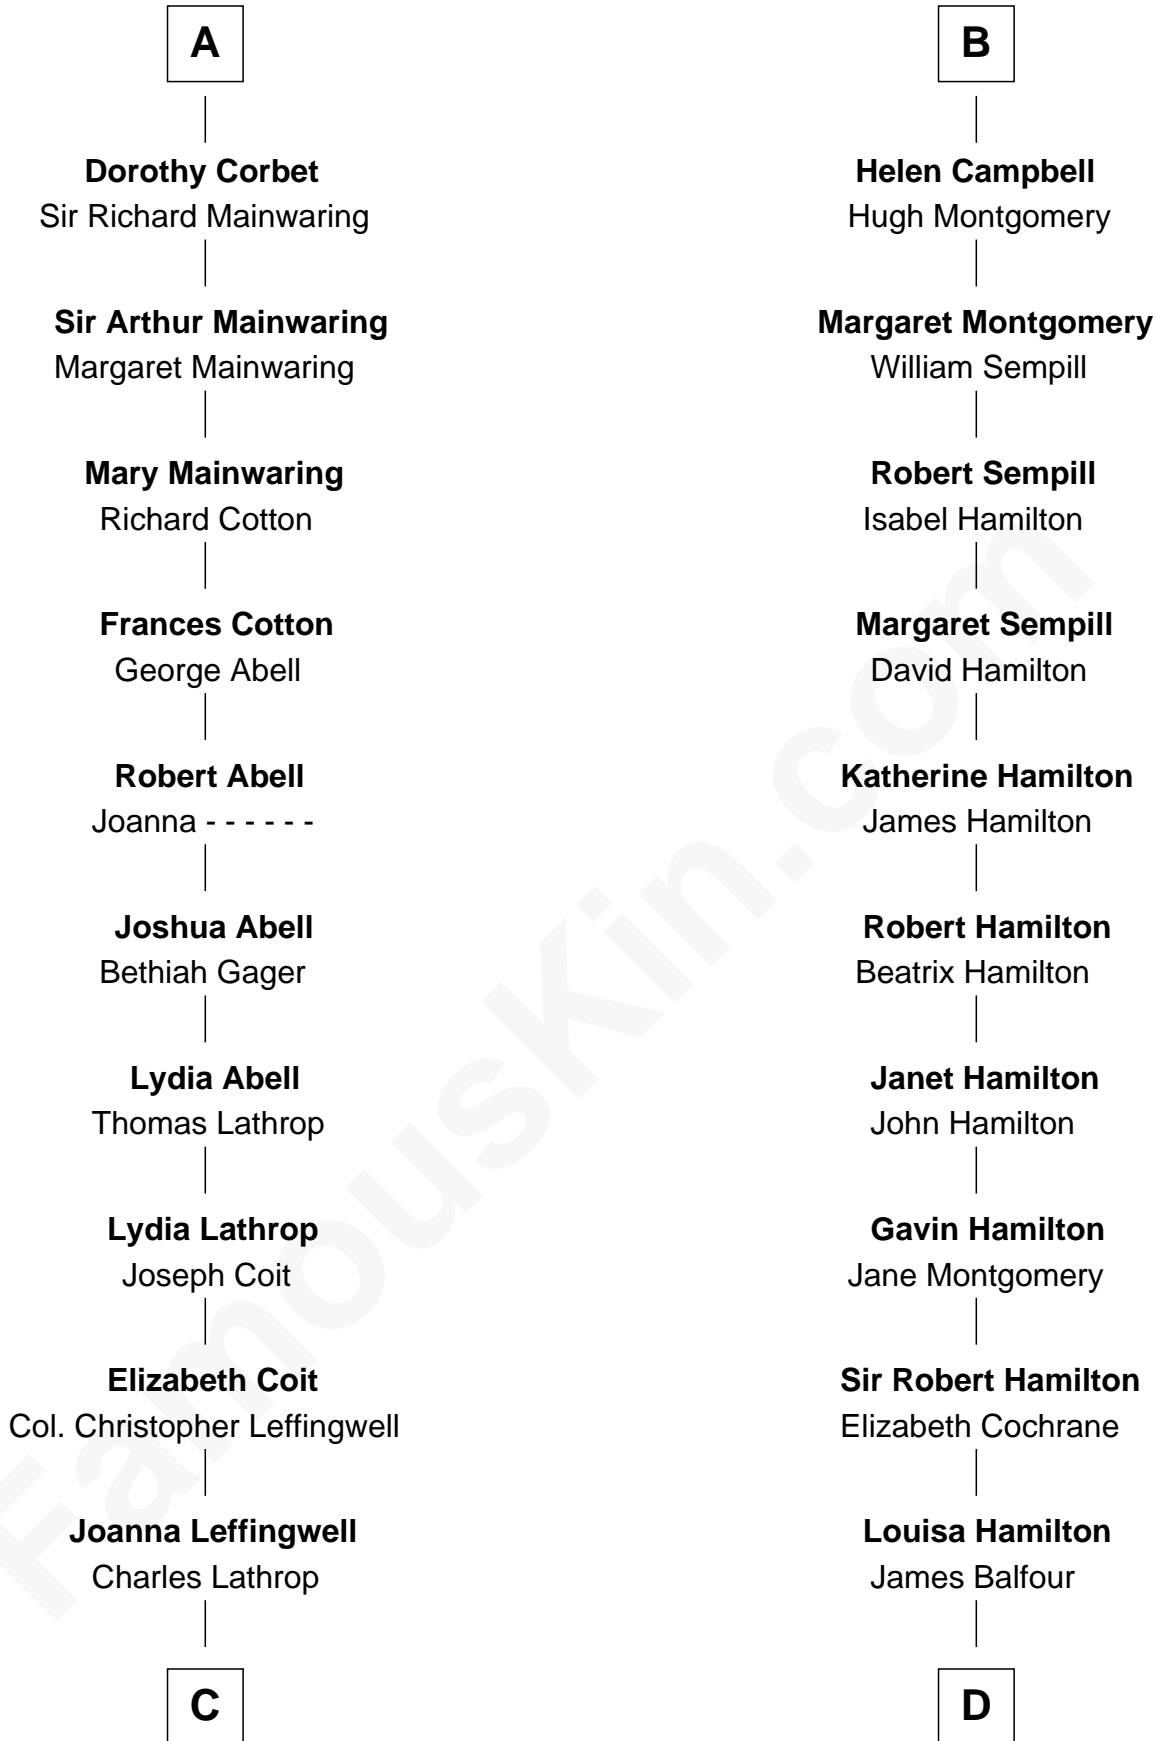 A
Dorothy Corbet
Sir Richard Mainwaring
Sir Arthur Mainwaring
Margaret Mainwaring
Mary Mainwaring
Richard Cotton
Frances Cotton
George Abell
Robert Abell
Joanna - - - - - -
Joshua Abell
Bethiah Gager
Lydia Abell
Thomas Lathrop
Lydia Lathrop
Joseph Coit
Elizabeth Coit
Col. Christopher Leffingwell
Joanna Leffingwell
Charles Lathrop
C
B
Helen Campbell
Hugh Montgomery
Margaret Montgomery
William Sempill
Robert Sempill
Isabel Hamilton
Margaret Sempill
David Hamilton
Katherine Hamilton
James Hamilton
Robert Hamilton
Beatrix Hamilton
Janet Hamilton
John Hamilton
Gavin Hamilton
Jane Montgomery
Sir Robert Hamilton
Elizabeth Cochrane
Louisa Hamilton
James Balfour
D
FamousKin.com